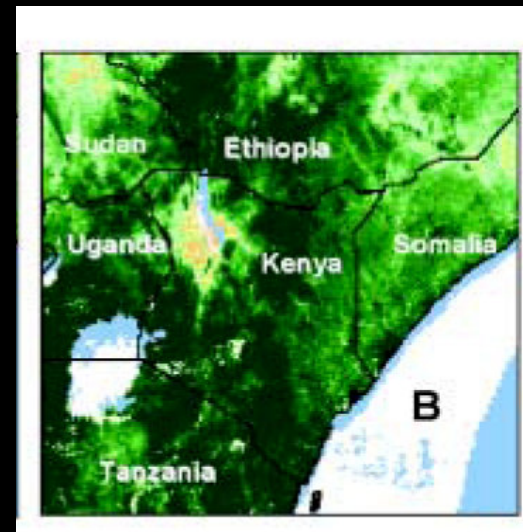 Sudan
Ethiopia
Uganda
Kenya
Somalia
B
Tanzania